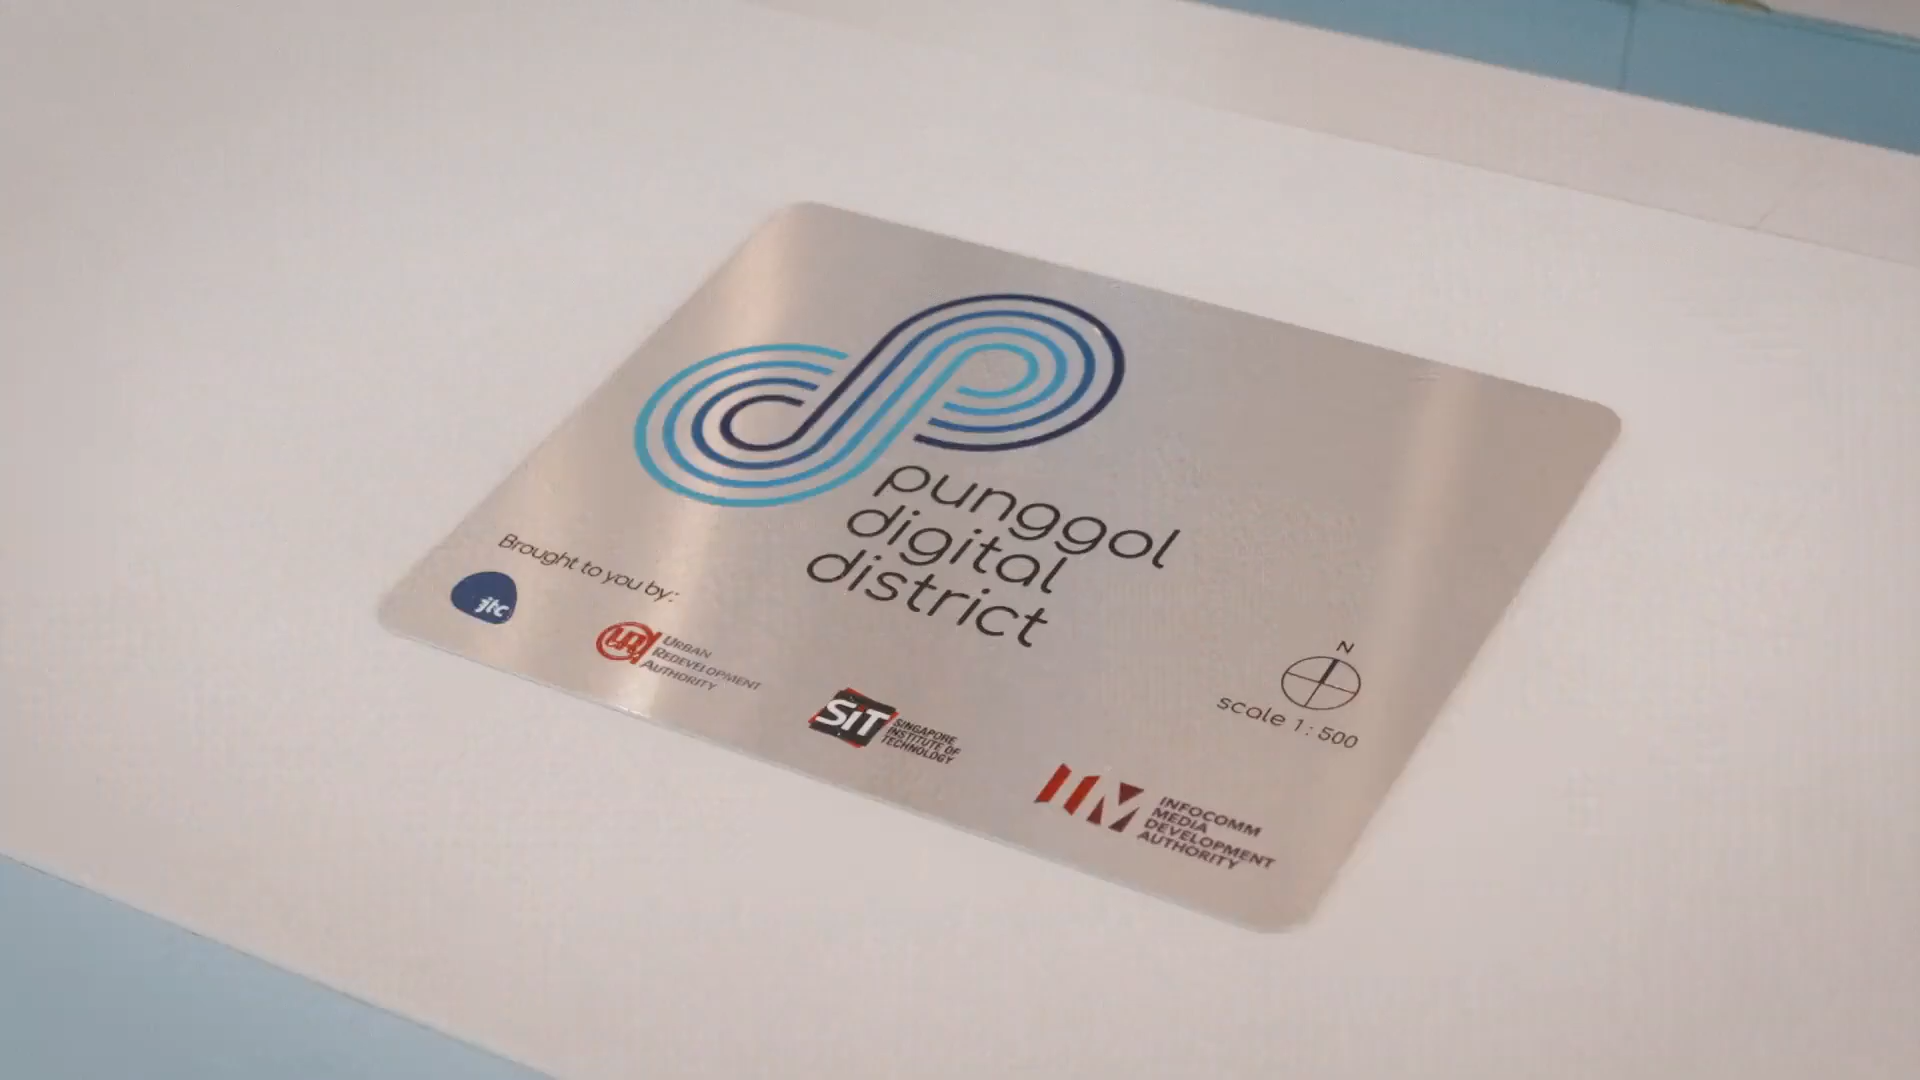 punggol
digital
district
Brought to you by:
jtc
URA
URBAN
REDEVELOPMENT
AUTHORITY
SiT
SINGAPORE
INSTITUTE OF
TECHNOLOGY
INFOCOMM
MEDIA
DEVELOPMENT
AUTHORITY
N
scale 1 : 500